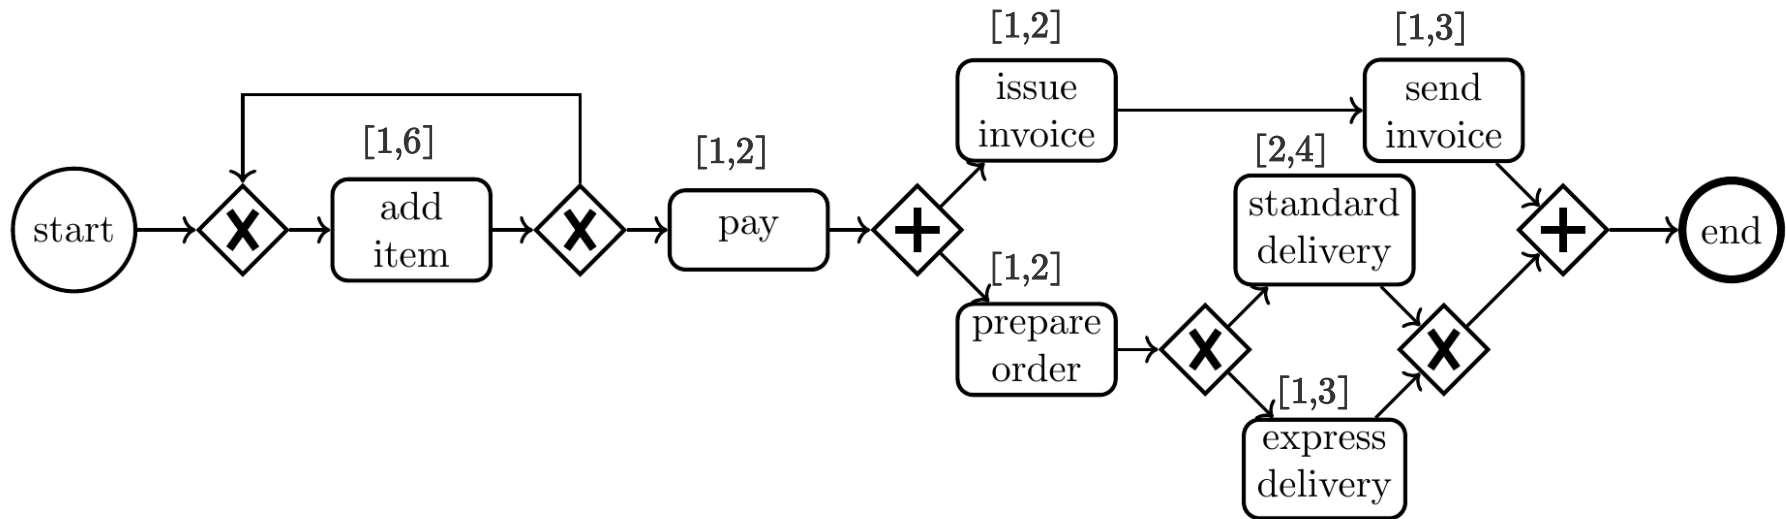 start
[1,6]
add
item
[1,2]
pay
[1,2]
issue
invoice
[1,3]
send
invoice
[1,2]
prepare
order
[2,4]
standard
delivery
[1,3]
express
delivery
end